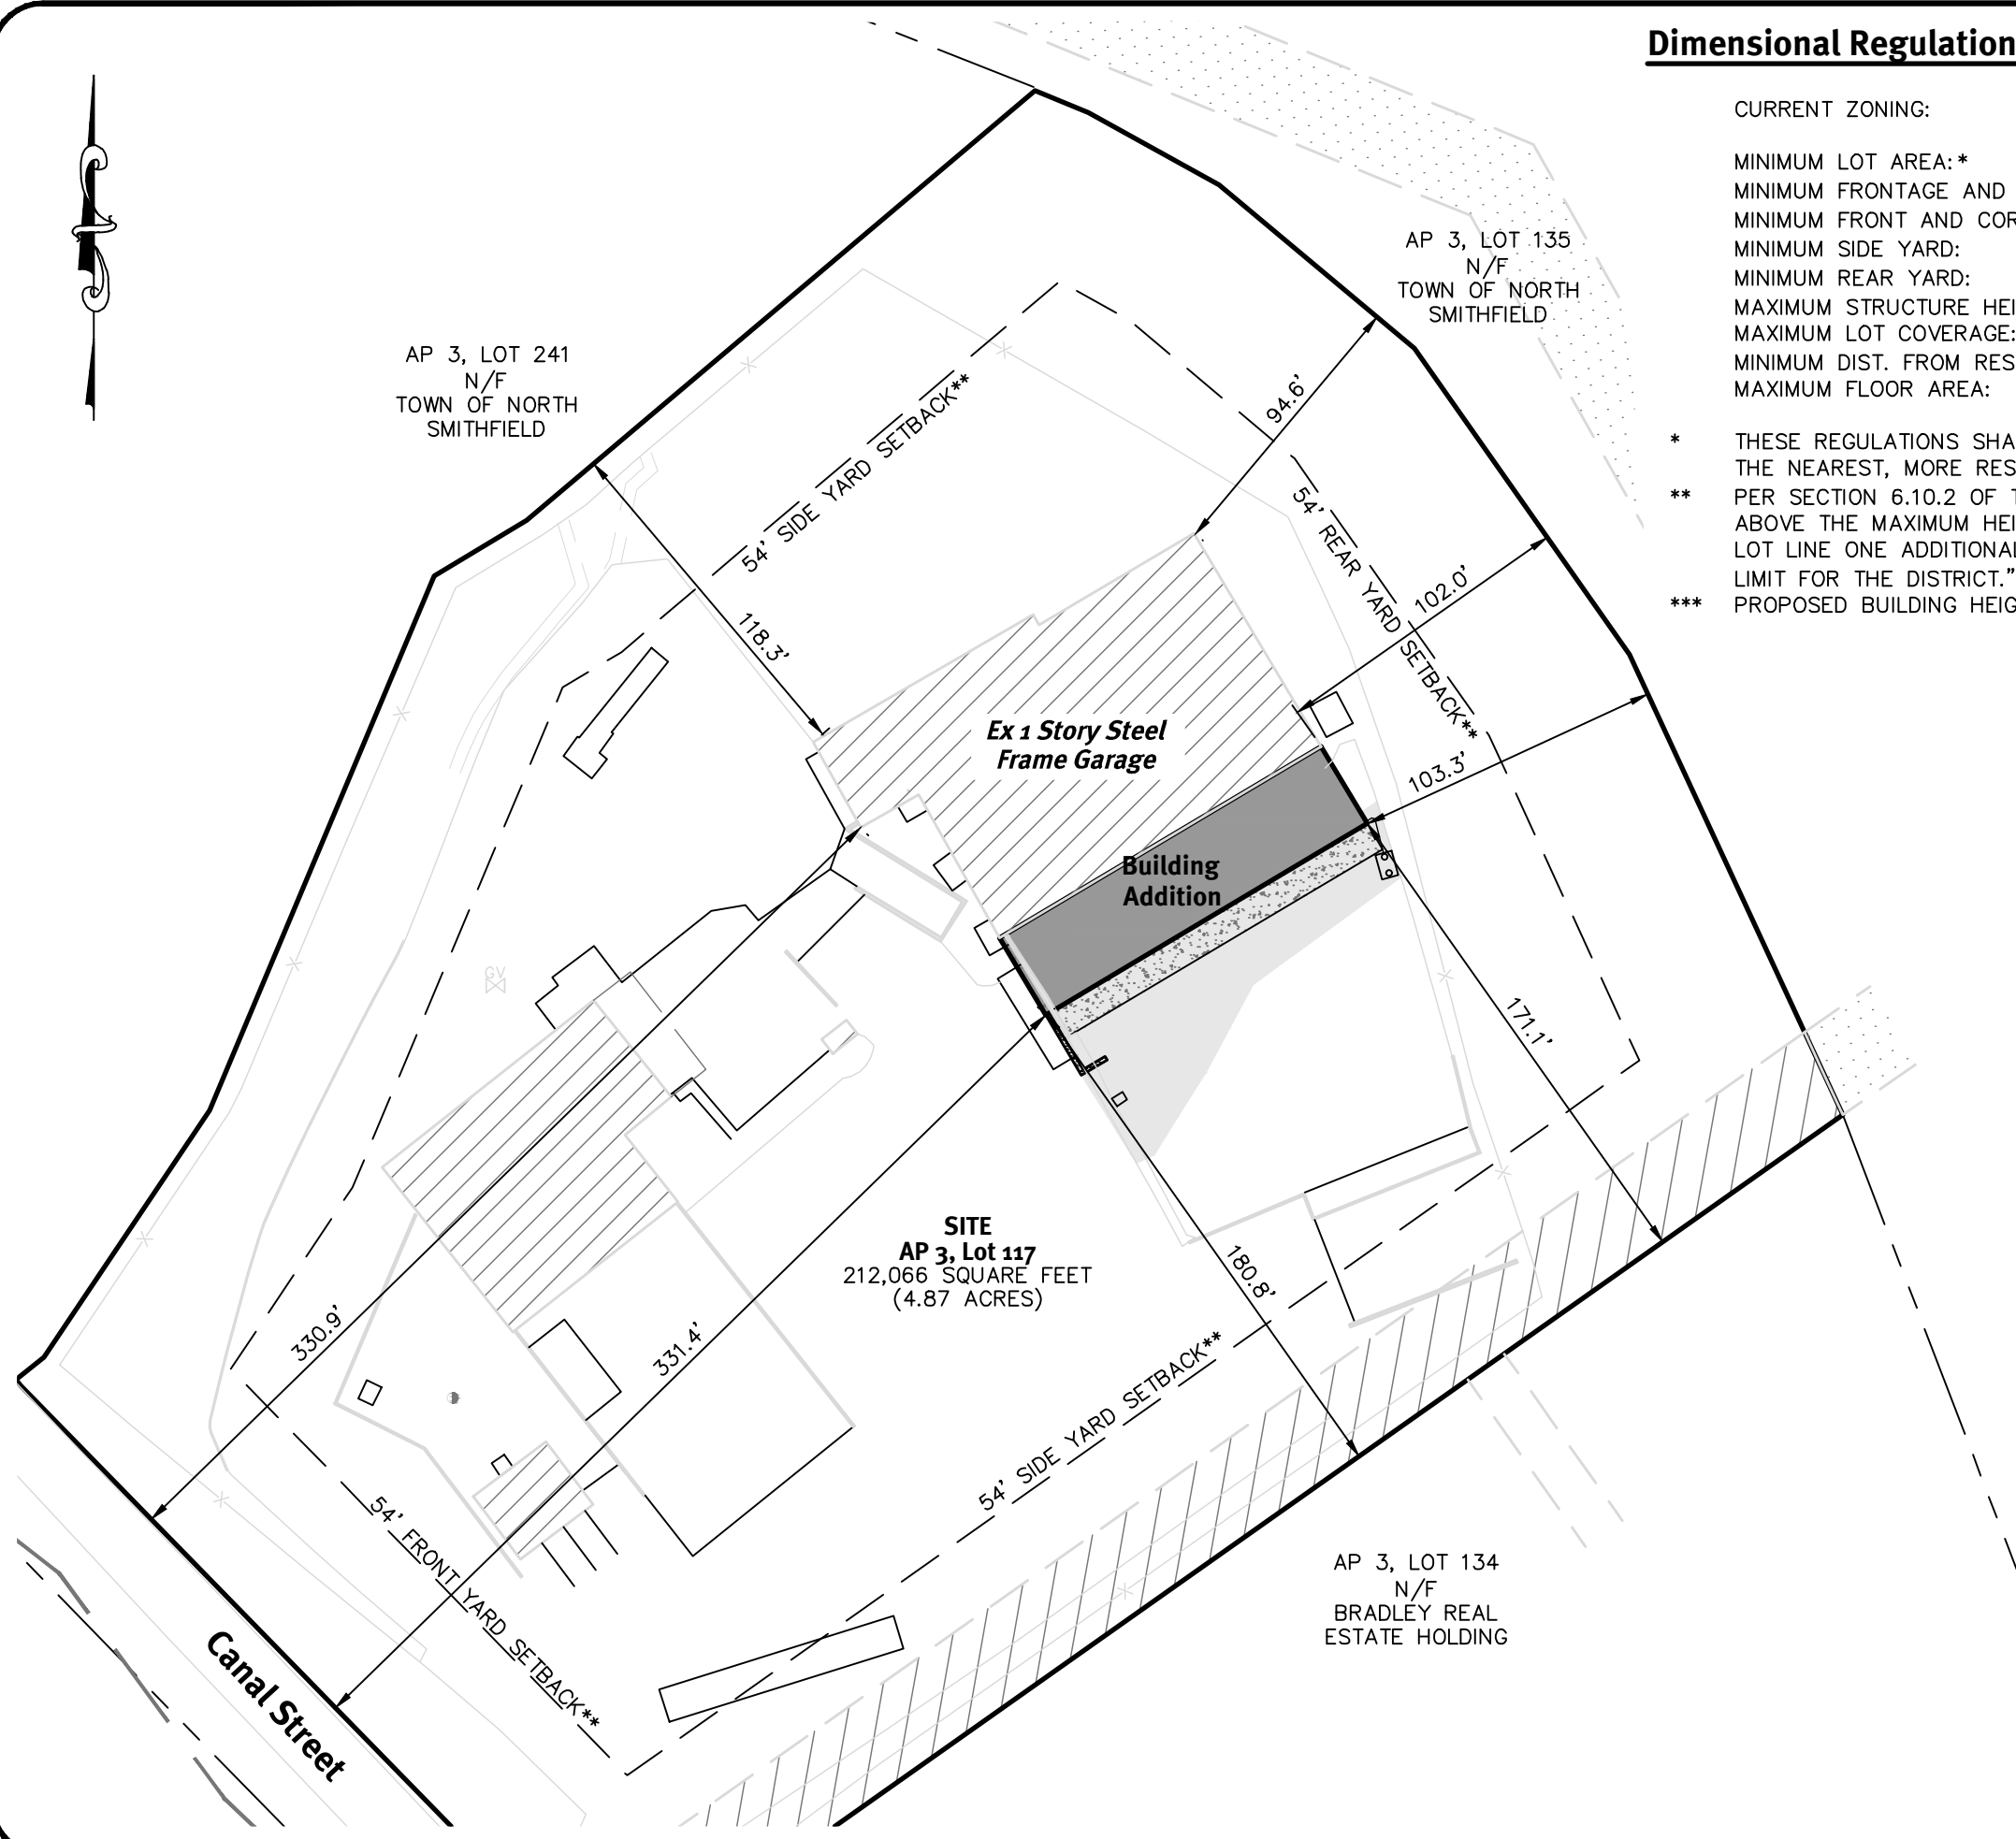 Dimensional Regulation
CURRENT ZONING:
MINIMUM LOT AREA:*
MINIMUM FRONTAGE AND
MINIMUM FRONT AND COR
MINIMUM SIDE YARD:
MINIMUM REAR YARD:
MAXIMUM STRUCTURE HEI
MAXIMUM LOT COVERAGE:
MINIMUM DIST. FROM RES
MAXIMUM FLOOR AREA:
* THESE REGULATIONS SHA
THE NEAREST, MORE RES
** PER SECTION 6.10.2 OF T
ABOVE THE MAXIMUM HEI
LOT LINE ONE ADDITIONAL
LIMIT FOR THE DISTRICT."
*** PROPOSED BUILDING HEIG
AP 3, LOT 135
N/F
TOWN OF NORTH
SMITHFIELD
AP 3, LOT 241
N/F
TOWN OF NORTH
SMITHFIELD
54' SIDE YARD SETBACK**
94.6'
54' REAR YARD SETBACK**
102.0'
118.3'
103.3'
Ex 1 Story Steel
Frame Garage
Building
Addition
GV
171.1'
SITE
AP 3, Lot 117
212,066 SQUARE FEET
(4.87 ACRES)
180.8'
330.9'
331.4'
54' SIDE YARD SETBACK**
54' FRONT YARD SETBACK**
AP 3, LOT 134
N/F
BRADLEY REAL
ESTATE HOLDING
Canal Street